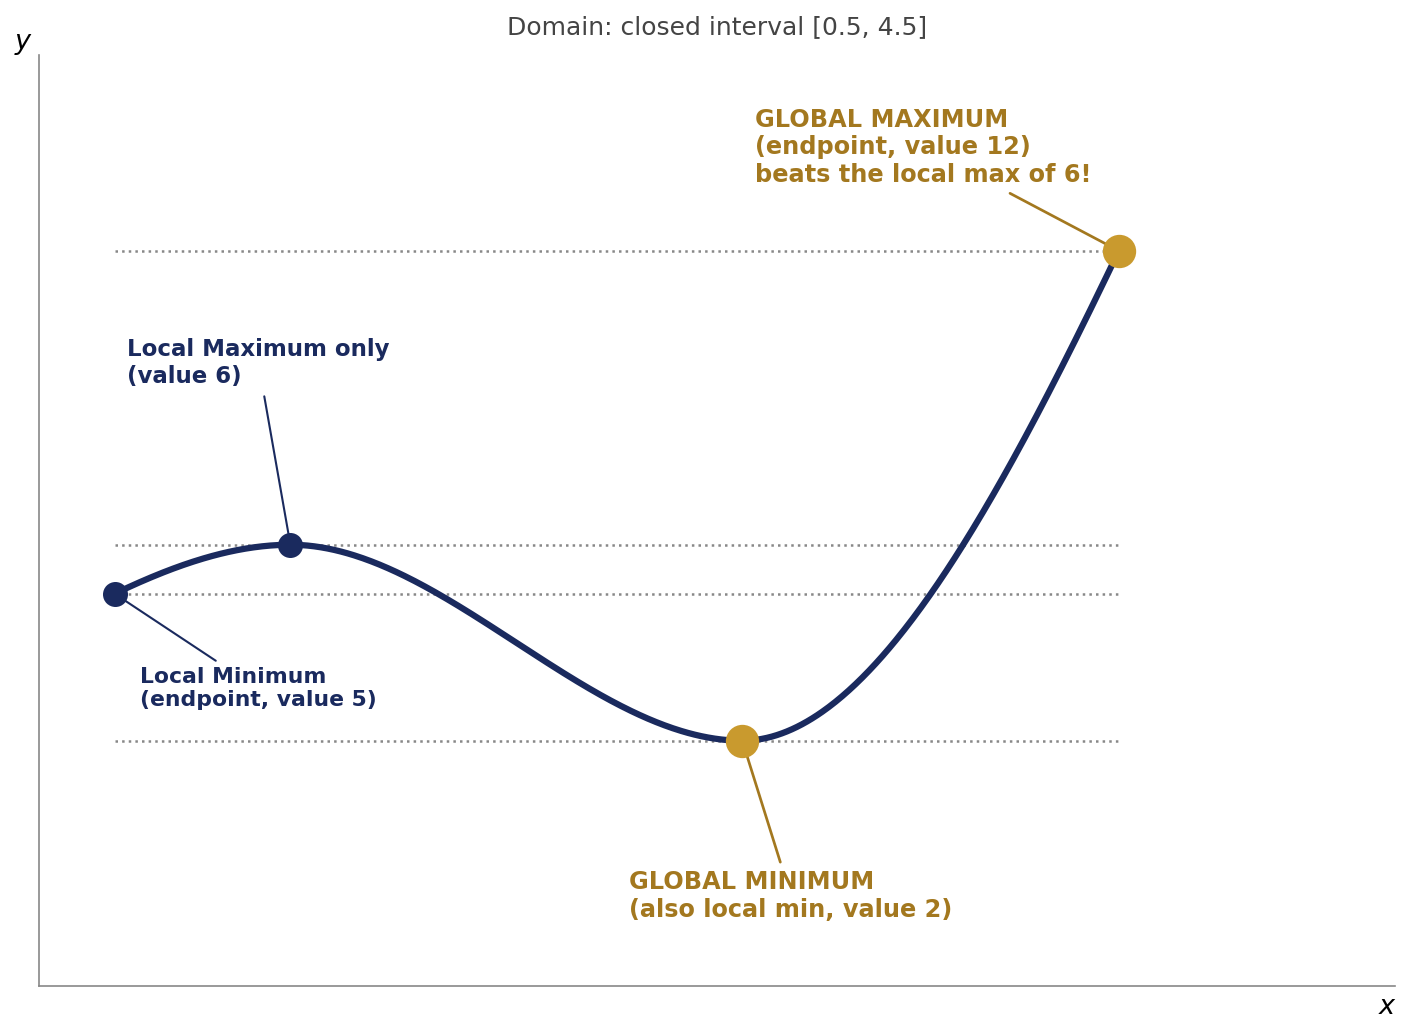 Domain: closed interval [0.5, 4.5]
y
GLOBAL MAXIMUM
(endpoint, value 12)
beats the local max of 6!
Local Maximum only
(value 6)
Local Minimum
(endpoint, value 5)
GLOBAL MINIMUM
(also local min, value 2)
x